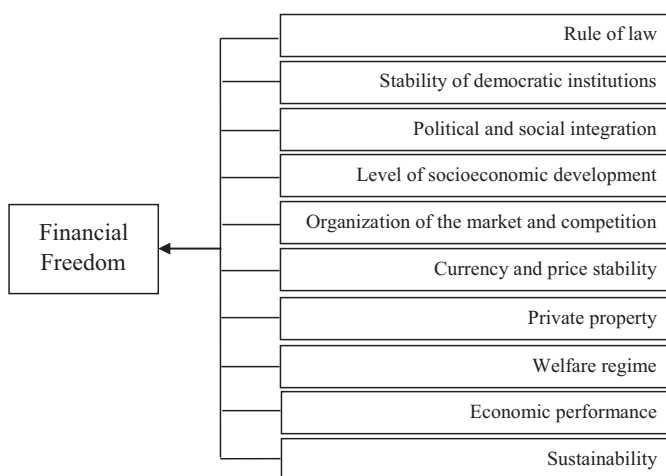 Rule of law
Stability of democratic institutions
Political and social integration
Level of socioeconomic development
Organization of the market and competition
Financial
Freedom
Currency and price stability
Private property
Welfare regime
Economic performance
Sustainability